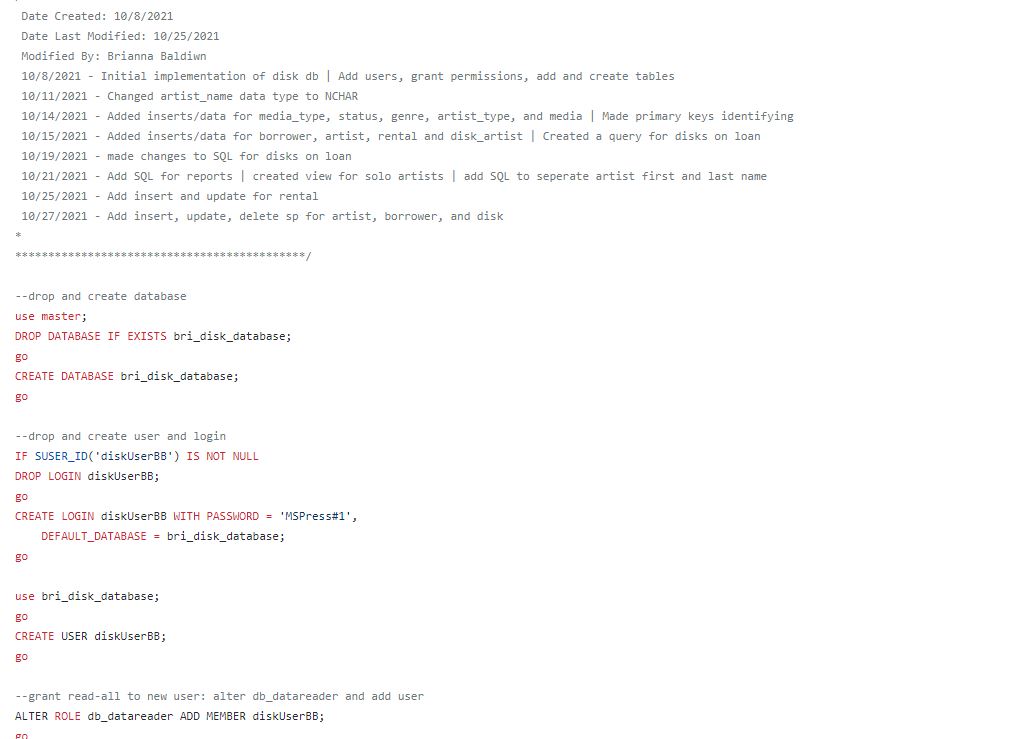 Date Created: 10/8/2021
Date Last Modified: 10/25/2021
Modified By: Brianna Baldiwn
10/8/2021 - Initial implementation of disk db | Add users, grant permissions, add and create tables
10/11/2021 - Changed artist_name data type to NCHAR
10/14/2021 - Added inserts/data for media_type, status, genre, artist_type, and media | Made primary keys identifying
10/15/2021 - Added inserts/data for borrower, artist, rental and disk_artist | Created a query for disks on loan
10/19/2021 - made changes to SQL for disks on loan
10/21/2021 - Add SQL for reports | created view for solo artists | add SQL to seperate artist first and last name
10/25/2021 - Add insert and update for rental
10/27/2021 - Add insert, update, delete sp for artist, borrower, and disk
*
********************************************/
--drop and create database
use master;
DROP DATABASE IF EXISTS bri_disk_database;
go
CREATE DATABASE bri_disk_database;
go
--drop and create user and login
IF SUSER_ID('diskUserBB') IS NOT NULL
DROP LOGIN diskUserBB;
go
CREATE LOGIN diskUserBB WITH PASSWORD = 'MSPress#1',
DEFAULT_DATABASE = bri_disk_database;
go
use bri_disk_database;
go
CREATE USER diskUserBB;
go
--grant read-all to new user: alter db_datareader and add user
ALTER ROLE db_datareader ADD MEMBER diskUserBB;
go